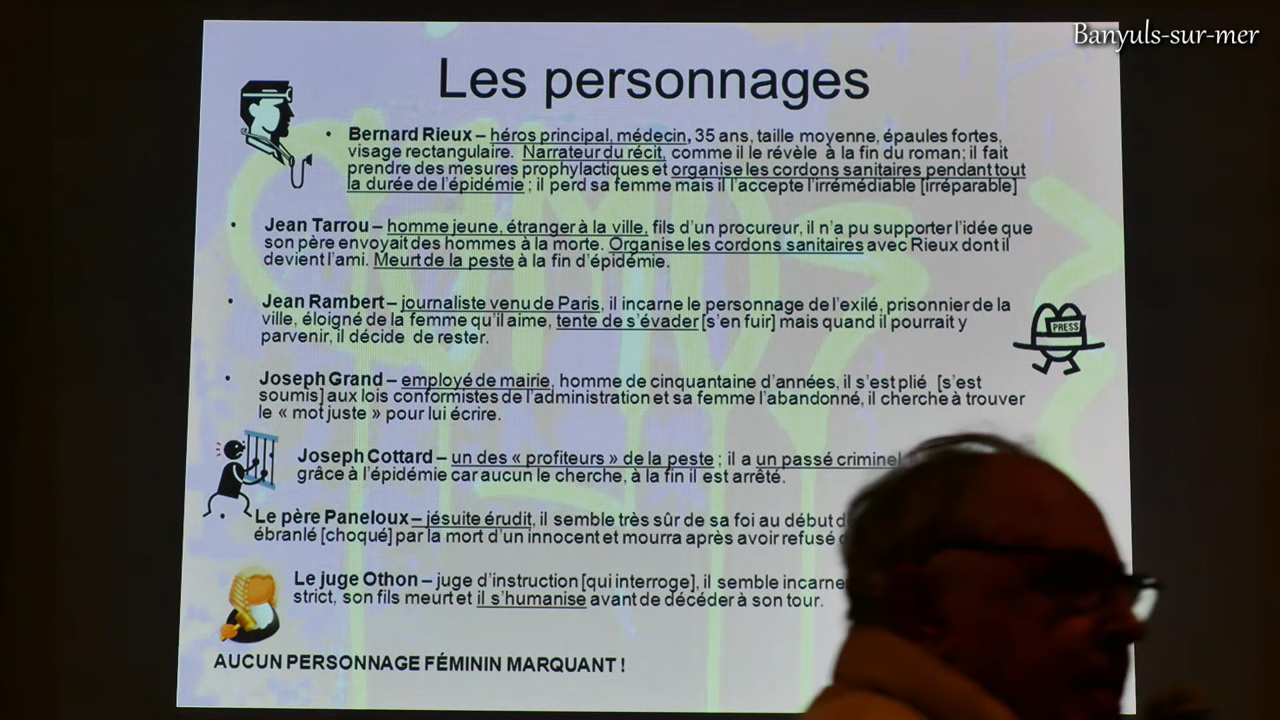 Banyuls-sur-mer
Les personnages
• Bernard Rieux – héros principal, médecin, 35 ans, taille moyenne, épaules fortes,
visage rectangulaire. Narrateur du récit, comme il le révèle à la fin du roman; il fait
prendre des mesures prophylactiques et organise les cordons sanitaires pendant tout
la durée de l'épidémie ; il perd sa femme mais il l'accepte l'irrémédiable [irréparable]
• Jean Tarrou – homme jeune, étranger à la ville, fils d'un procureur, il n'a pu supporter l'idée que
son père envoyait des hommes à la morte. Organise les cordons sanitaires avec Rieux dont il
devient l'ami. Meurt de la peste à la fin d'épidémie.
• Jean Rambert – journaliste venu de Paris, il incarne le personnage de l'exilé, prisonnier de la
ville, éloigné de la femme qu'il aime, tente de s'évader [s'en fuir] mais quand il pourrait y
parvenir, il décide de rester.
PRESS
• Joseph Grand – employé de mairie, homme de cinquantaine d'années, il s'est plié [s'est
soumis] aux lois conformistes de l'administration et sa femme l'abandonné, il cherche à trouver
le « mot juste » pour lui écrire.
Joseph Cottard – un des « profiteurs » de la peste ; il a un passé criminel
grâce à l'épidémie car aucun le cherche, à la fin il est arrêté.
• Le père Paneloux – jésuite érudit, il semble très sûr de sa foi au début
ébranlé [choqué] par la mort d'un innocent et mourra après avoir refusé
Le juge Othon – juge d'instruction [qui interroge], il semble
strict, son fils meurt et il s'humanise avant de décéder à son tour.
AUCUN PERSONNAGE FÉMININ MARQUANT !